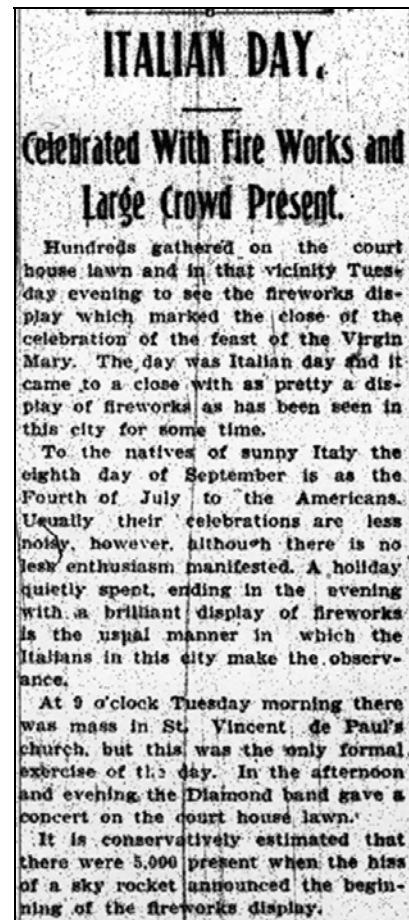 ITALIAN DAY.
Celebrated With Fire Works and
Large Crowd Present.
Hundreds gathered on the court
house lawn and in that vicinity Tues-
day evening to see the fireworks dis-
play which marked the close of the
celebration of the feast of the Virgin
Mary. The day was Italian day and it
came to a close with as pretty a dis-
play of fireworks as has been seen in
this city for some time.
To the natives of sunny Italy the
eighth day of September is as the
Fourth of July to the Americans.
Usually their celebrations are less
noisy, however, although there is no
less enthusiasm manifested. A holiday
quietly spent, ending in the evening
with a brilliant display of fireworks
is the usual manner in which the
Italians in this city make the observ-
ance.
At 9 o'clock Tuesday morning there
was mass in St. Vincent de Paul's
church, but this was the only formal
exercise of the day. In the afternoon
and evening the Diamond band gave a
concert on the court house lawn.
It is conservatively estimated that
there were 5,000 present when the hiss
of a sky rocket announced the begin-
ning of the fireworks display.